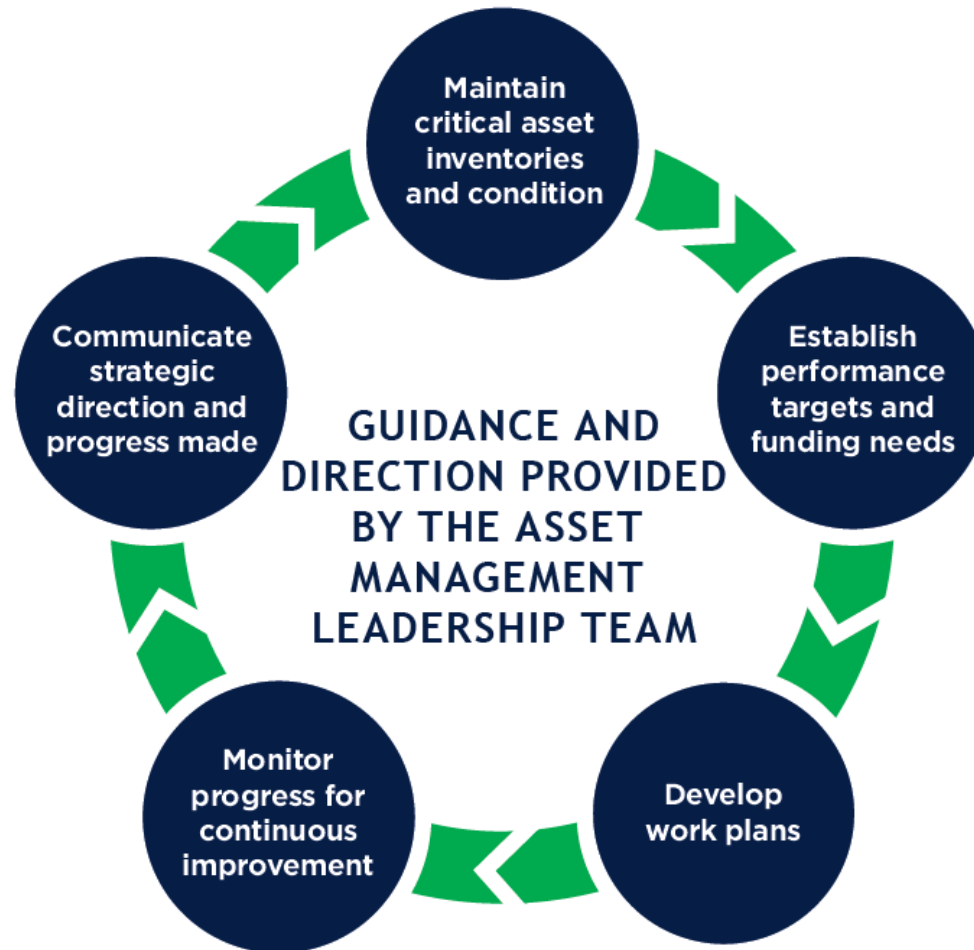 Maintain
critical asset
inventories
and condition
Establish
performance
targets and
funding needs
Develop
work plans
Monitor
progress for
continuous
improvement
Communicate
strategic
direction and
progress made
GUIDANCE AND
DIRECTION PROVIDED
BY THE ASSET
MANAGEMENT
LEADERSHIP TEAM